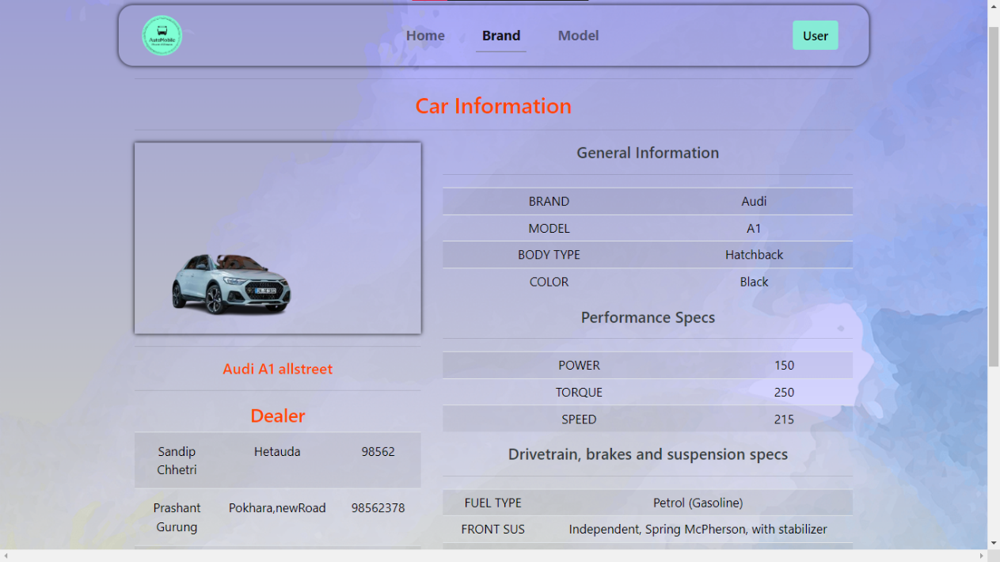 AutoMobile
Home Brand Model User
Car Information
General Information
BRAND Audi
MODEL A1
BODY TYPE Hatchback
COLOR Black
Performance Specs
POWER 150
TORQUE 250
SPEED 215
Drivetrain, brakes and suspension specs
FUEL TYPE Petrol (Gasoline)
FRONT SUS Independent, Spring McPherson, with stabilizer
Audi A1 allstreet
Dealer
Sandip Chhetri Hetauda 98562
Prashant Gurung Pokhara,newRoad 98562378